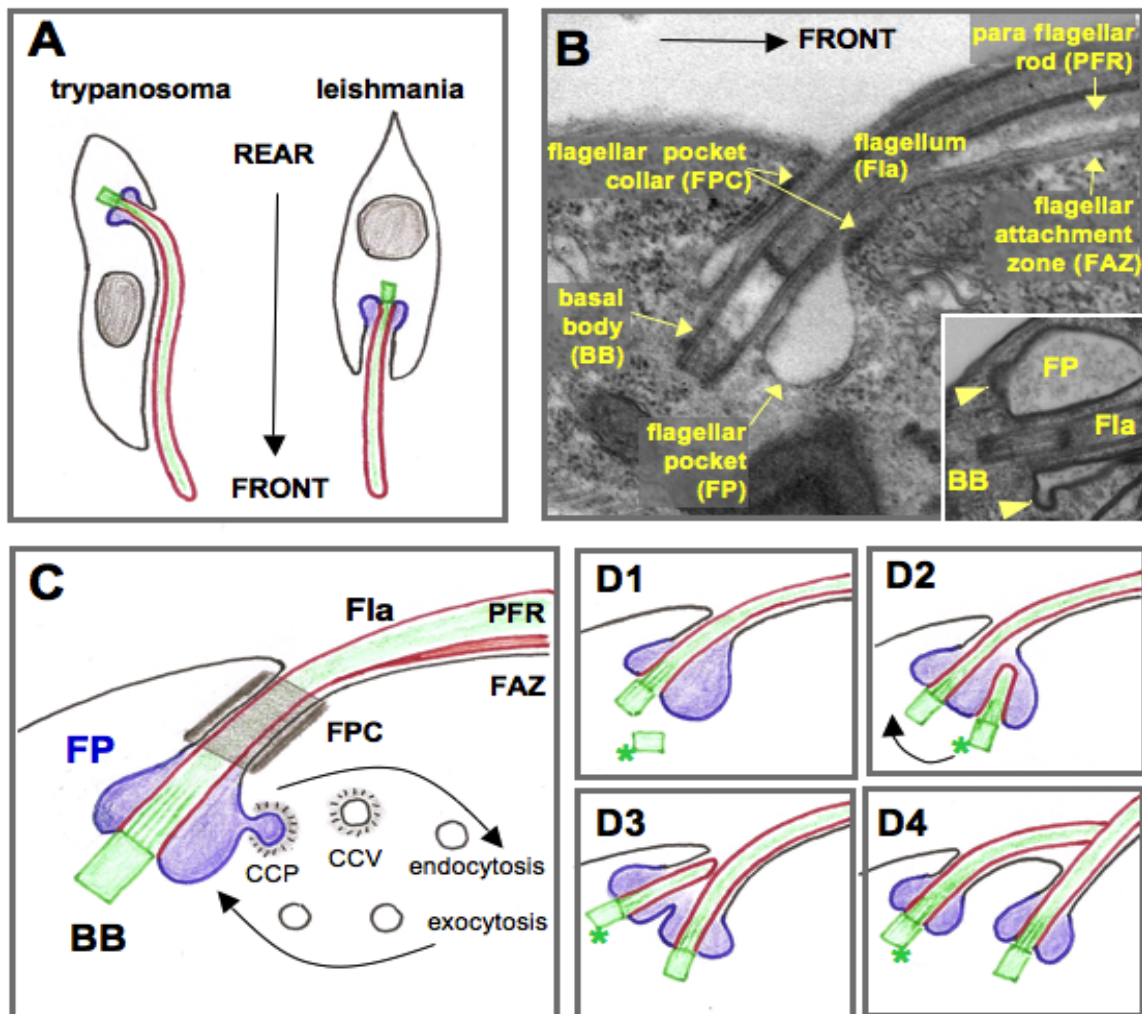 A
trypanosoma
leishmania
REAR
FRONT
B
FRONT
para flagellar
rod (PFR)
flagellar pocket
collar (FPC)
flagellum
(Fla)
flagellar
attachment
zone (FAZ)
basal
body
(BB)
flagellar
pocket
(FP)
FP
Fla
BB
C
Fla
PFR
FAZ
FPC
FP
CCP
CCV
endocytosis
exocytosis
BB
D1
*
D2
*
D3
*
D4
*